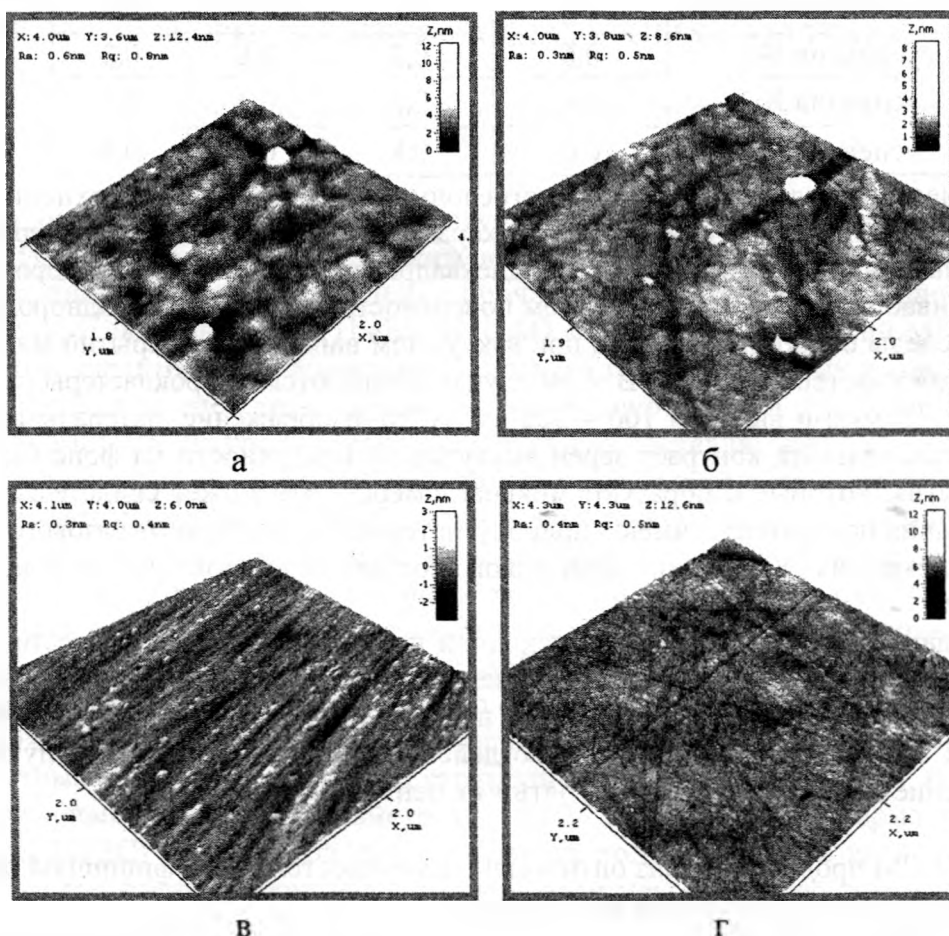 X:4.0um Y:3.6um Z:12.4nm
Ra: 0.6nm Rq: 0.8nm
Z,nm
12
10
8
6
4
2
0
4.
1.8
Y,um
2.0
X,um
а
X:4.0um Y:3.8um Z:8.6nm
Ra: 0.3nm Rq: 0.5nm
Z,nm
8
7
6
5
4
3
2
1
0
1.9
Y,um
2.0
X,um
б
X:4.1um Y:4.0um Z:6.0nm
Ra: 0.3nm Rq: 0.4nm
Z,nm
3
2
1
0
-1
-2
2.0
Y,um
2.0
X,um
в
X:4.3um Y:4.3um Z:12.6nm
Ra: 0.4nm Rq: 0.5nm
Z,nm
12
10
8
6
4
2
0
2.2
Y,um
2.2
X,um
г